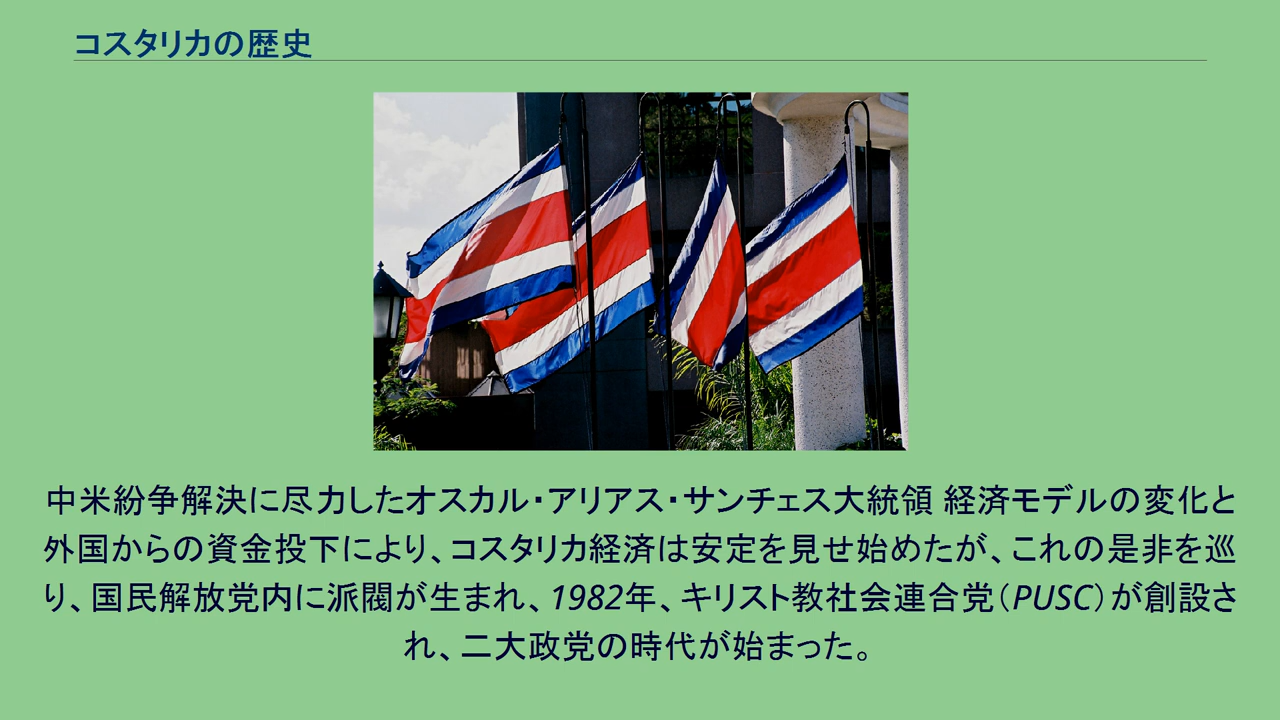 コスタリカの歴史
中米紛争解決に尽力したオスカル・アリアス・サンチェス大統領 経済モデルの変化と
外国からの資金投下により、コスタリカ経済は安定を見せ始めたが、これの是非を巡
り、国民解放党内に派閥が生まれ、1982年、キリスト教社会連合党（PUSC）が創設さ
れ、二大政党の時代が始まった。